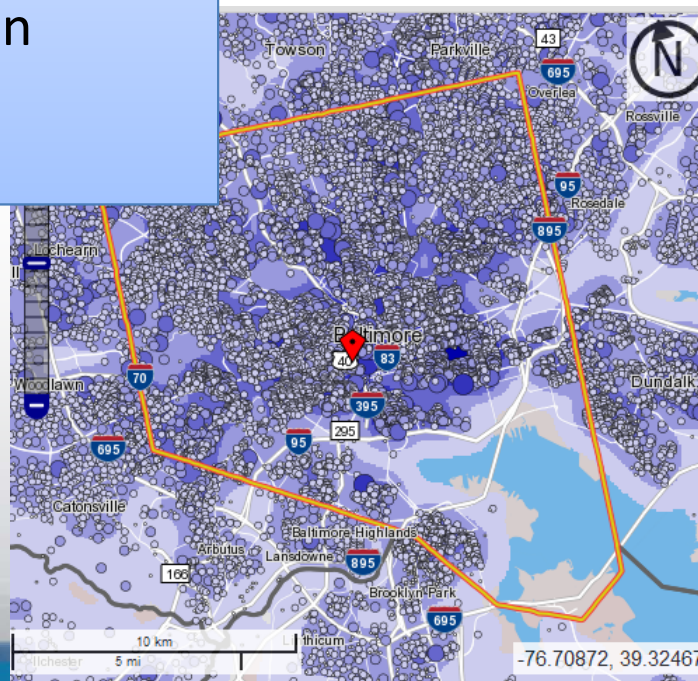 n
Towson
Parkville
43
695
Overlea
N
Rossville
95
Rosedale
895
Lochearn
Baltimore
40
83
Woodlawn
70
Dundalk
395
295
95
695
Catonsville
Baltimore Highlands
Arbutus
Lansdowne
895
166
Brooklyn Park
695
10 km
5 mi
-76.70872, 39.32467